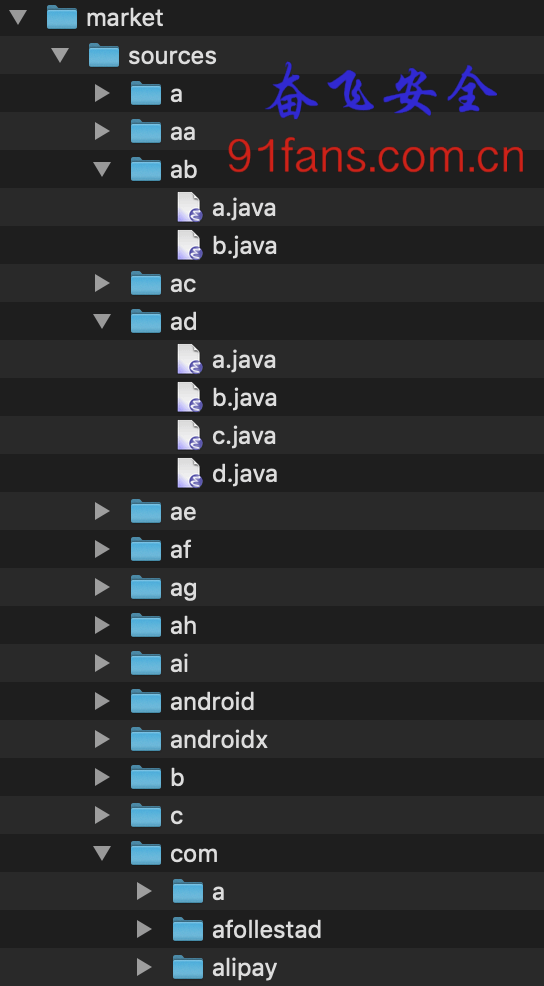 market
sources
a
奋飞安全
aa
91fans.com.cn
ab
a.java
b.java
ac
ad
a.java
b.java
c.java
d.java
ae
af
ag
ah
ai
android
androidx
b
c
com
a
afollestad
alipay